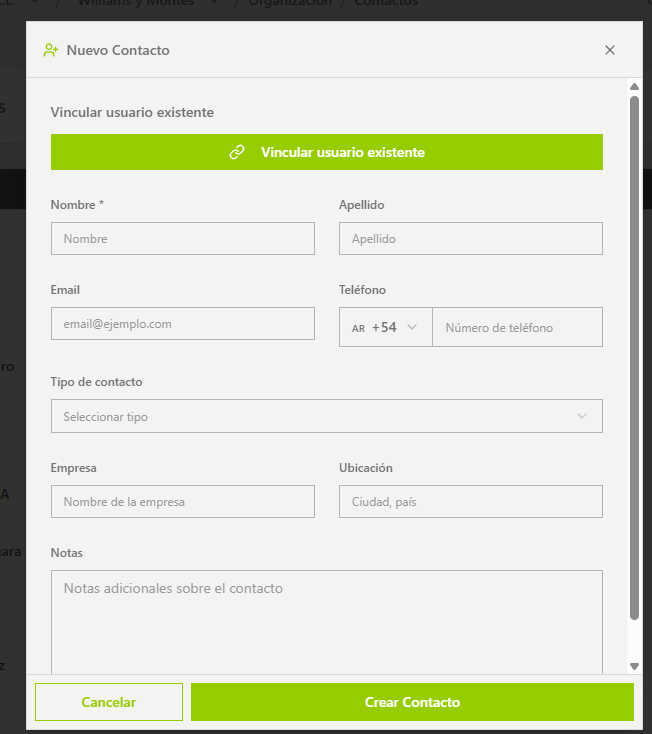 Williams y Montes / Organización / Contactos
Nuevo Contacto
Vincular usuario existente
Vincular usuario existente
Nombre * Apellido
Nombre Apellido
Email Teléfono
email@ejemplo.com AR +54 Número de teléfono
Tipo de contacto
Seleccionar tipo
Empresa Ubicación
Nombre de la empresa Ciudad, país
Notas
Notas adicionales sobre el contacto
Cancelar Crear Contacto